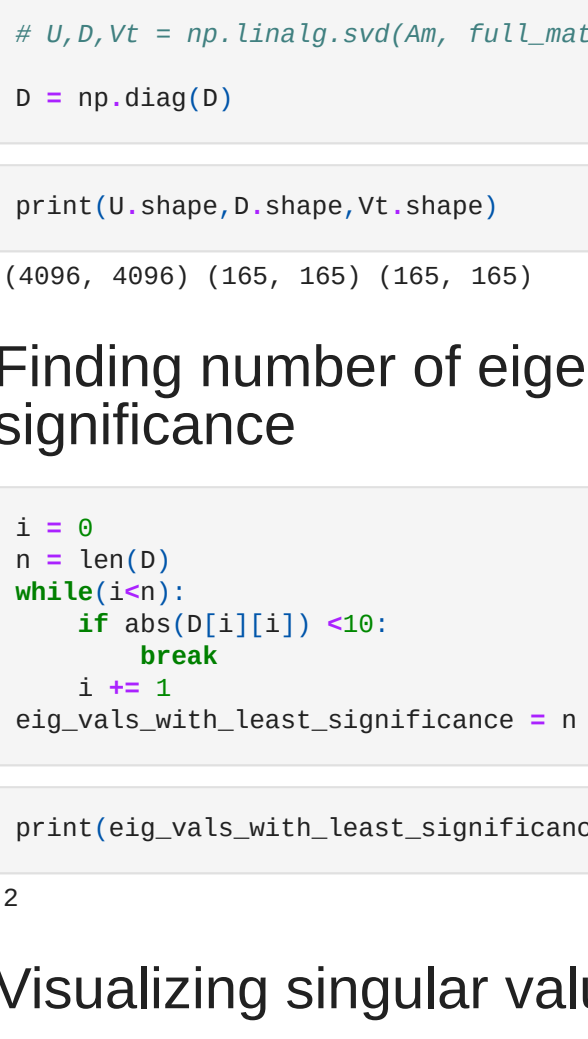 # U,D,Vt = np.linalg.svd(Am, full_mat
D = np.diag(D)
print(U.shape,D.shape,Vt.shape)
(4096, 4096) (165, 165) (165, 165)
Finding number of eige
significance
i = 0
n = len(D)
while(i<n):
    if abs(D[i][i]) <10:
        break
    i += 1
eig_vals_with_least_significance = n
print(eig_vals_with_least_significanc
2
Visualizing singular valu